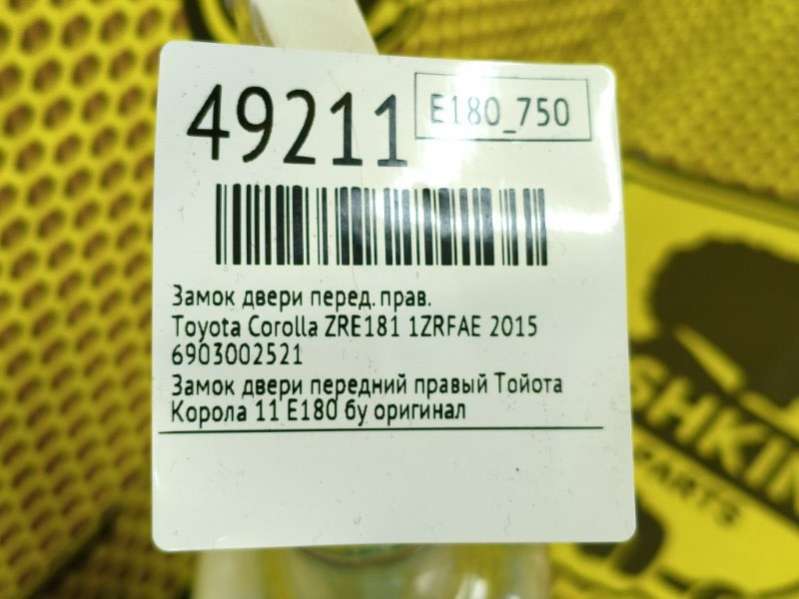 49211
E180_750
Замок двери перед. прав.
Toyota Corolla ZRE181 1ZRFAE 2015
6903002521
Замок двери передний правый Тойота
Корола 11 E180 бу оригинал